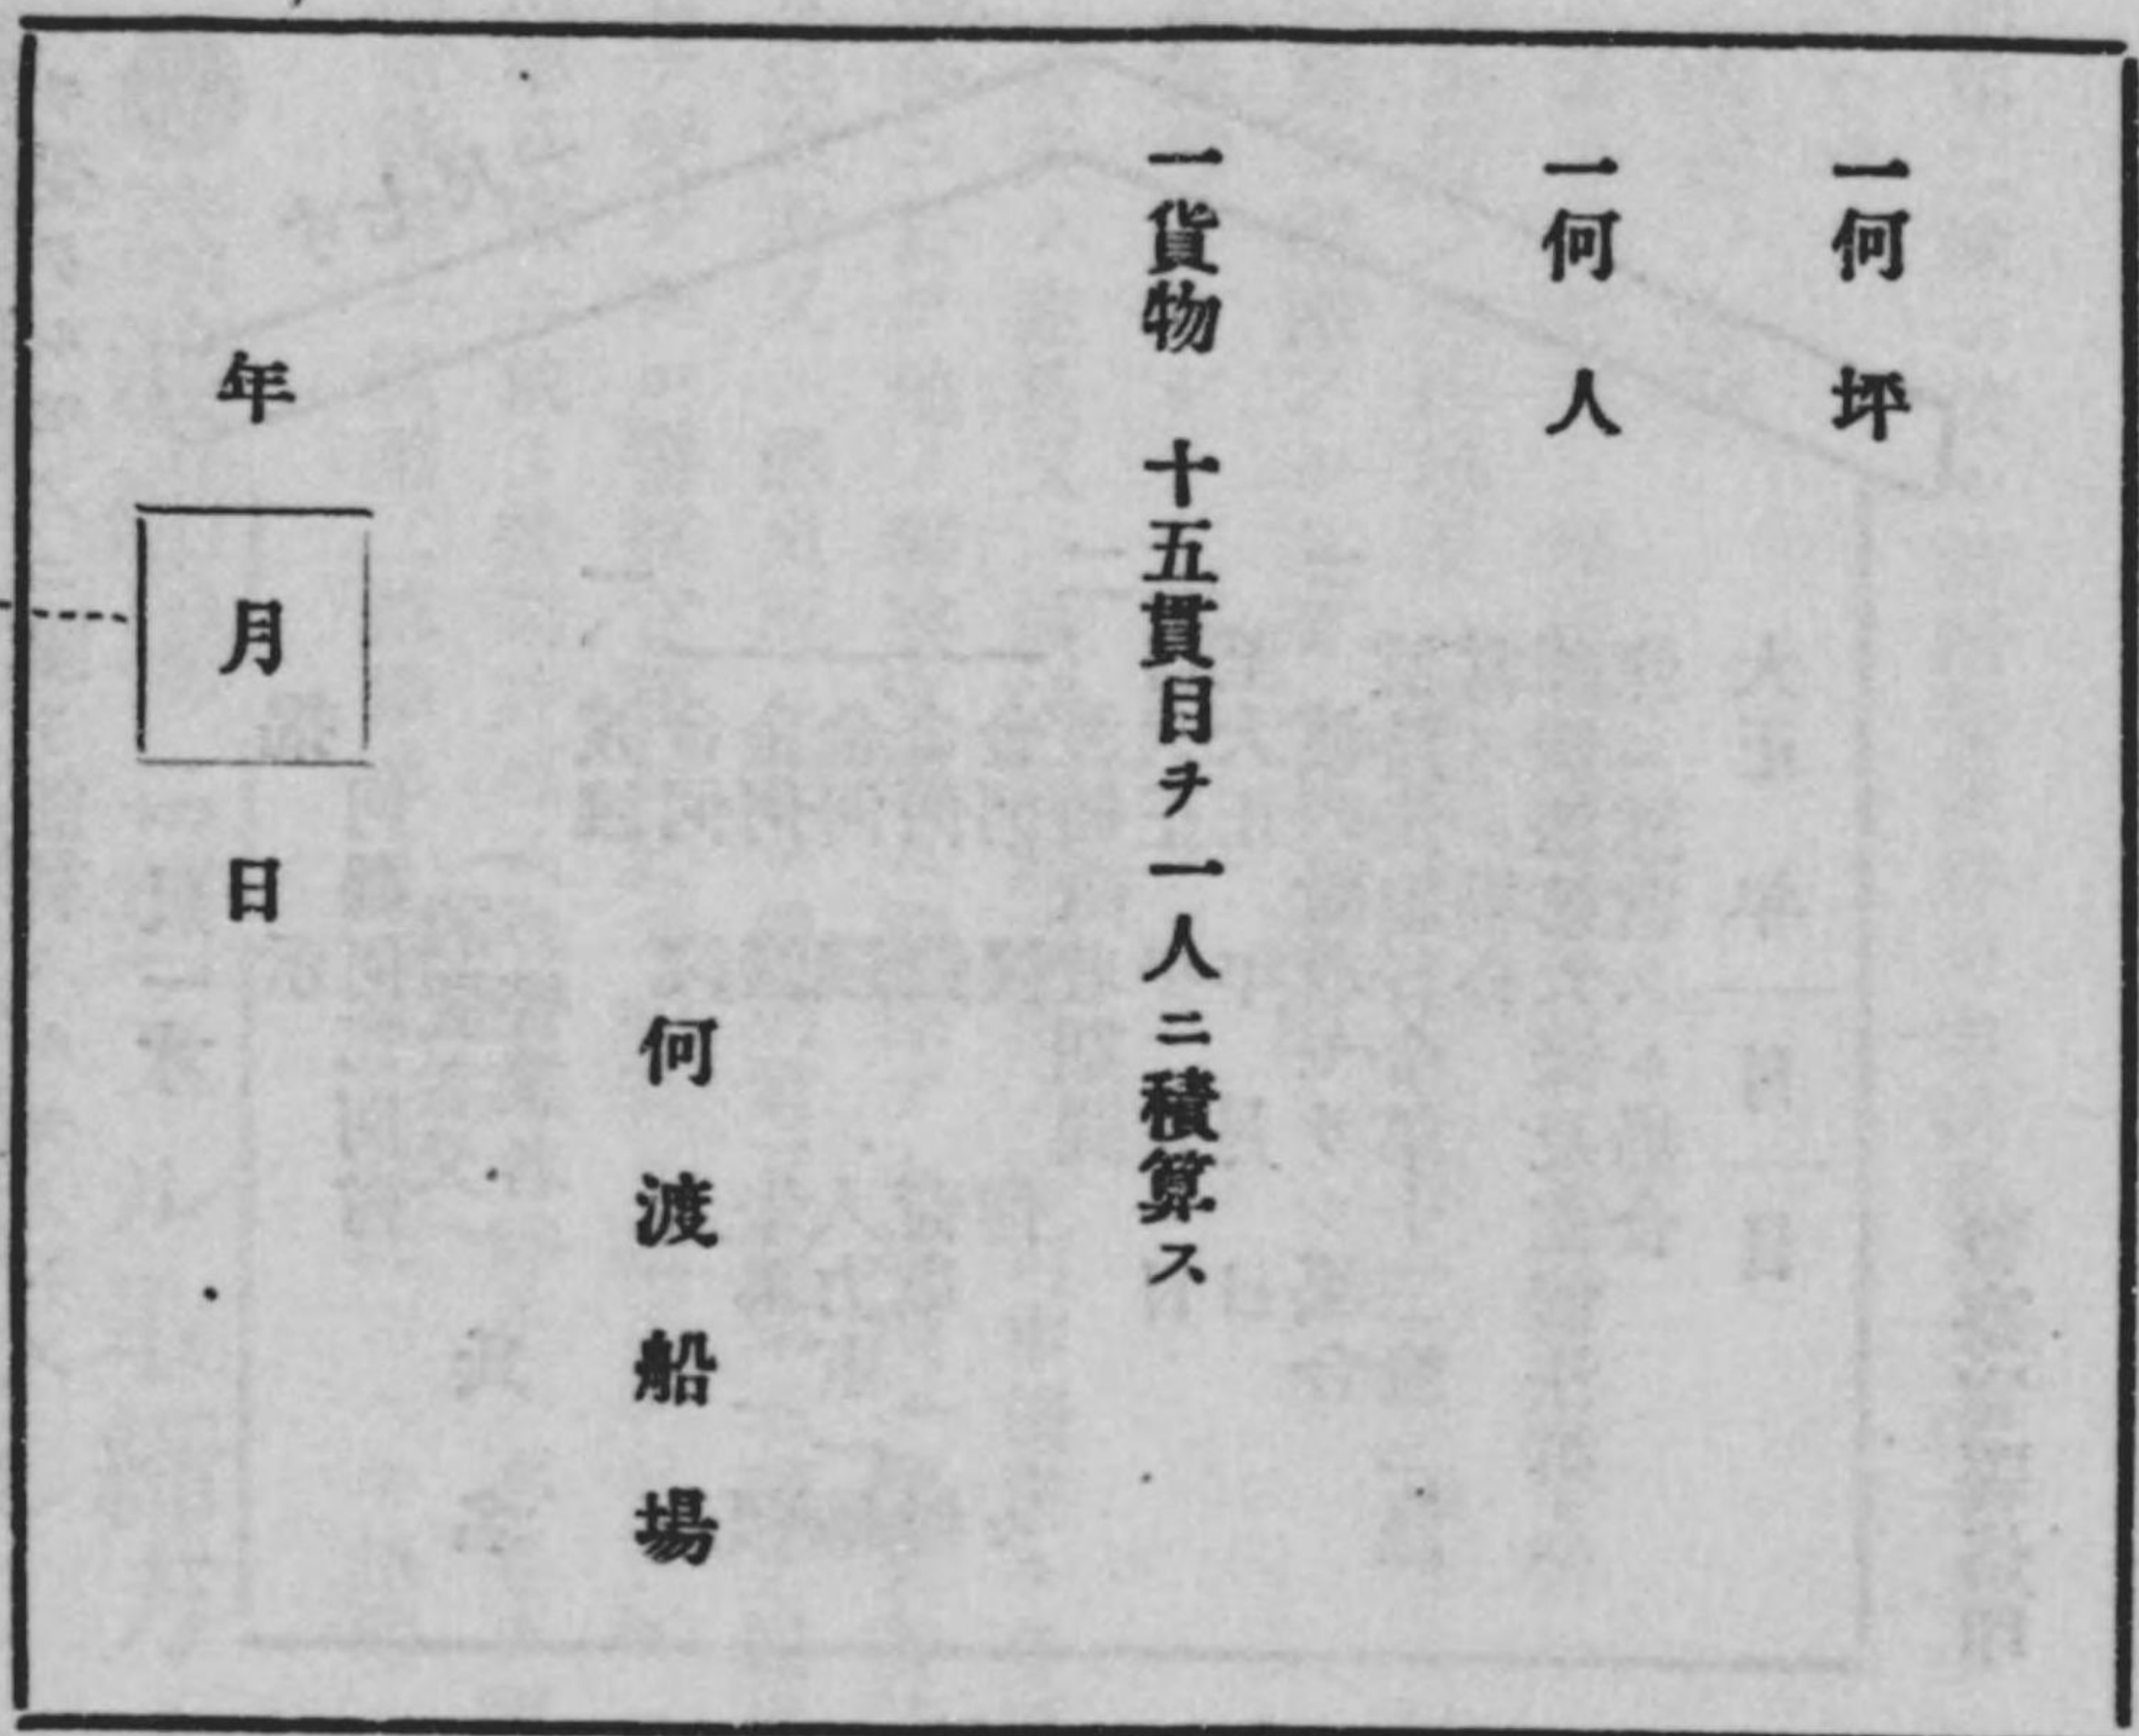 一何坪
一何人
一貨物　十五貫目ヲ一人ニ積算ス
何渡船場
年月日